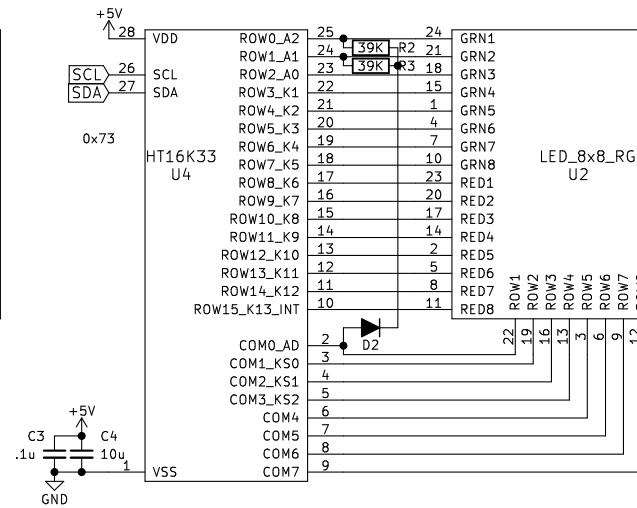 +5V
28 VDD ROW0_A2 25 24 GRN1
39K R2
ROW1_A1 24 21 GRN2
26 SCL SCL ROW2_A0 23 39K R3 18 GRN3
27 SDA SDA ROW3_K1 22 15 GRN4
ROW4_K2 21 1 GRN5
0x73 ROW5_K3 20 4 GRN6
HT16K33 ROW6_K4 19 7 GRN7 LED_8x8_RG
U4 ROW7_K5 18 10 GRN8 U2
ROW8_K6 17 23 RED1
ROW9_K7 16 20 RED2
ROW10_K8 15 17 RED3
ROW11_K9 14 14 RED4
ROW12_K10 13 2 RED5
ROW13_K11 12 5 RED6
ROW14_K12 11 8 RED7
ROW15_K13_INT 10 11 RED8
ROW1 ROW2 ROW3 ROW4 ROW5 ROW6 ROW7
22 19 16 13 3 6 9 12
COM0_AD 2 D2
COM1_KS0 3
COM2_KS1 4
COM3_KS2 5
+5V COM4 6
C3 C4 COM5 7
.1u 10u COM6 8
1 VSS COM7 9
GND